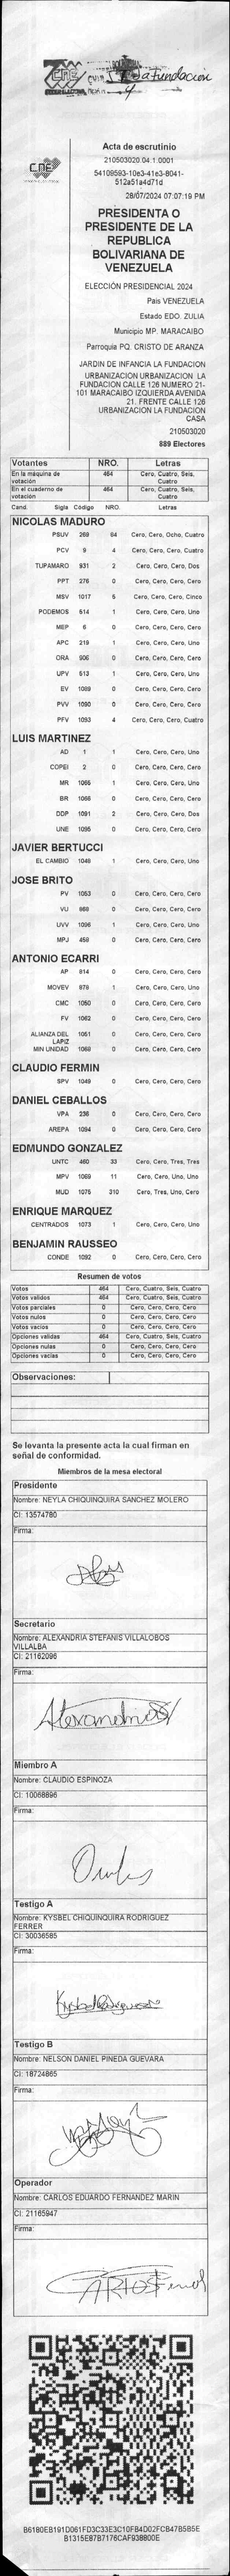 CNE
La Fundacion
4
CNE
Acta de escrutinio
210503020.04.1.0001
54109593-10e3-41e3-8041-
512a51a4d71d
28/07/2024 07:07:19 PM
PRESIDENTA O
PRESIDENTE DE LA
REPUBLICA
BOLIVARIANA DE
VENEZUELA
ELECCIÓN PRESIDENCIAL 2024
Pais VENEZUELA
Estado EDO. ZULIA
Municipio MP. MARACAIBO
Parroquia PQ. CRISTO DE ARANZA
JARDIN DE INFANCIA LA FUNDACION
URBANIZACION URBANIZACION LA
FUNDACION CALLE 126 NUMERO 21-
101 MARACAIBO IZQUIERDA AVENIDA
21. FRENTE CALLE 126
URBANIZACION LA FUNDACION
CASA
210503020
889 Electores
Votantes NRO. Letras
En la máquina de votación 464 Cero, Cuatro, Seis, Cuatro
En el cuaderno de votación 464 Cero, Cuatro, Seis, Cuatro
Cand. Sigla Código NRO. Letras
NICOLAS MADURO
PSUV 269 84 Cero, Cero, Ocho, Cuatro
PCV 9 4 Cero, Cero, Cero, Cuatro
TUPAMARO 931 2 Cero, Cero, Cero, Dos
PPT 276 0 Cero, Cero, Cero, Cero
MSV 1017 5 Cero, Cero, Cero, Cinco
PODEMOS 514 1 Cero, Cero, Cero, Uno
MEP 6 0 Cero, Cero, Cero, Cero
APC 219 1 Cero, Cero, Cero, Uno
ORA 906 0 Cero, Cero, Cero, Cero
UPV 513 1 Cero, Cero, Cero, Uno
EV 1089 0 Cero, Cero, Cero, Cero
PVV 1090 0 Cero, Cero, Cero, Cero
PFV 1093 4 Cero, Cero, Cero, Cuatro
LUIS MARTINEZ
AD 1 1 Cero, Cero, Cero, Uno
COPEI 2 0 Cero, Cero, Cero, Cero
MR 1065 1 Cero, Cero, Cero, Uno
BR 1066 0 Cero, Cero, Cero, Cero
DDP 1091 2 Cero, Cero, Cero, Dos
UNE 1095 0 Cero, Cero, Cero, Cero
JAVIER BERTUCCI
EL CAMBIO 1048 1 Cero, Cero, Cero, Uno
JOSE BRITO
PV 1053 0 Cero, Cero, Cero, Cero
VU 989 0 Cero, Cero, Cero, Cero
UVV 1096 1 Cero, Cero, Cero, Uno
MPJ 459 0 Cero, Cero, Cero, Cero
ANTONIO ECARRI
AP 814 0 Cero, Cero, Cero, Cero
MOVEV 979 1 Cero, Cero, Cero, Uno
CMC 1050 0 Cero, Cero, Cero, Cero
FV 1062 0 Cero, Cero, Cero, Cero
ALIANZA DEL LAPIZ 1051 0 Cero, Cero, Cero, Cero
MIN UNIDAD 1068 0 Cero, Cero, Cero, Cero
CLAUDIO FERMIN
SPV 1049 0 Cero, Cero, Cero, Cero
DANIEL CEBALLOS
VPA 236 0 Cero, Cero, Cero, Cero
AREPA 1094 0 Cero, Cero, Cero, Cero
EDMUNDO GONZALEZ
UNTC 460 33 Cero, Cero, Tres, Tres
MPV 1069 11 Cero, Cero, Uno, Uno
MUD 1075 310 Cero, Tres, Uno, Cero
ENRIQUE MARQUEZ
CENTRADOS 1073 1 Cero, Cero, Cero, Uno
BENJAMIN RAUSSEO
CONDE 1092 0 Cero, Cero, Cero, Cero
Resumen de votos
Votos 464 Cero, Cuatro, Seis, Cuatro
Votos validos 464 Cero, Cuatro, Seis, Cuatro
Votos parciales 0 Cero, Cero, Cero, Cero
Votos nulos 0 Cero, Cero, Cero, Cero
Votos vacios 0 Cero, Cero, Cero, Cero
Opciones validas 464 Cero, Cuatro, Seis, Cuatro
Opciones nulas 0 Cero, Cero, Cero, Cero
Opciones vacias 0 Cero, Cero, Cero, Cero
Observaciones:
Se levanta la presente acta la cual firman en
señal de conformidad.
Miembros de la mesa electoral
Presidente
Nombre: NEYLA CHIQUINQUIRA SANCHEZ MOLERO
CI: 13574780
Firma:
Secretario
Nombre: ALEXANDRIA STEFANIS VILLALOBOS
VILLALBA
CI: 21162096
Firma:
Alexandria
Miembro A
Nombre: CLAUDIO ESPINOZA
CI: 10068896
Firma:
Testigo A
Nombre: KYSBEL CHIQUINQUIRA RODRIGUEZ
FERRER
CI: 30036585
Firma:
Kysbel Rodriguez
Testigo B
Nombre: NELSON DANIEL PINEDA GUEVARA
CI: 18724865
Firma:
Operador
Nombre: CARLOS EDUARDO FERNANDEZ MARIN
CI: 21165947
Firma:
B6180EB191D061FD3C33E3C10FB4D02FCB47B5B5E
B1315E87B7176CAF938800E